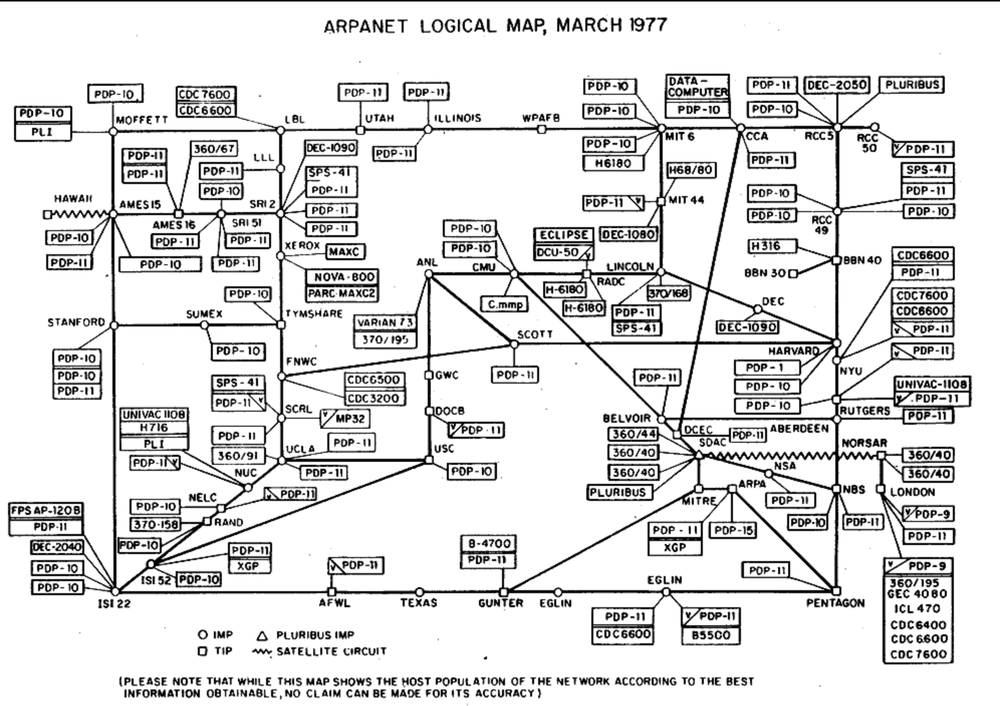 ARPANET LOGICAL MAP, MARCH 1977
PDP-10
CDC 7600
CDC 6600
PDP-11
PDP-11
PDP-10
PDP-10
DATA-
COMPUTER
PDP-10
PDP-11
DEC-2050
PLURIBUS
PDP-10
PDP-10
PLI
MOFFETT
LBL
UTAH
ILLINOIS
WPAFB
MIT 6
CCA
RCC 5
RCC
50
PDP-11
PDP-10
H6180
PDP-11
V PDP-11
PDP-11
PDP-11
360/67
LLL
PDP-11
PDP-10
DEC-1090
SPS-41
PDP-11
PDP-11
PDP-11
H68/80
PDP-11 V
MIT 44
DEC-1080
PDP-10
PDP-10
RCC
49
SPS-41
PDP-11
PDP-10
HAWAII
AMES 15
AMES 16
SRI 51
SRI 2
PDP-10
PDP-11
PDP-10
PDP-11
PDP-11
PDP-11
XEROX
MAXC
NOVA-800
PARC-MAXC2
PDP-10
PDP-10
ECLIPSE
DCU-50 V
H316
BBN 40
BBN 30
CDC6600
PDP-11
ANL
CMU
RADC
LINCOLN
C.mmp
H-6180
H-6180
370/168
PDP-11
SPS-41
DEC
DEC-1090
CDC7600
CDC6600
V PDP-11
V PDP-11
STANFORD
SUMEX
TYMSHARE
PDP-10
PDP-10
PDP-10
PDP-10
PDP-11
VARIAN 73
370/195
SCOTT
PDP-11
HARVARD
PDP-1
PDP-10
NYU
PDP-10
RUTGERS
UNIVAC-1108
V PDP-11
PDP-11
FNWC
CDC6500
CDC3200
GWC
SPS-41
PDP-11 V
SCRL
V MP32
PDP-11
DOCB
V PDP-11
PDP-11
BELVOIR
ABERDEEN
DCEC
PDP-11
UNIVAC 1108
H716
PLI
PDP-11 V
360/91
UCLA
PDP-11
PDP-11
USC
PDP-10
360/44
360/40
360/40
PLURIBUS
SDAC
NORSAR
360/40
360/40
NUC
NELC
V PDP-11
PDP-10
370-158
RAND
PDP-10
NSA
PDP-11
MITRE
ARPA
NBS
LONDON
PDP-11
XGP
PDP-15
PDP-10
PDP-11
V PDP-9
PDP-11
V PDP-9
360/195
GEC 4080
ICL 470
CDC6400
CDC6600
CDC7600
FPS AP-120B
PDP-11
DEC-2040
PDP-10
PDP-10
PDP-11
XGP
ISI 52
PDP-10
V PDP-11
B-4700
PDP-11
PDP-11
EGLIN
ISI 22
AFWL
TEXAS
GUNTER
EGLIN
PENTAGON
PDP-11
CDC6600
V PDP-11
B5500
IMP
PLURIBUS IMP
TIP
SATELLITE CIRCUIT
(PLEASE NOTE THAT WHILE THIS MAP SHOWS THE HOST POPULATION OF THE NETWORK ACCORDING TO THE BEST
INFORMATION OBTAINABLE, NO CLAIM CAN BE MADE FOR ITS ACCURACY)